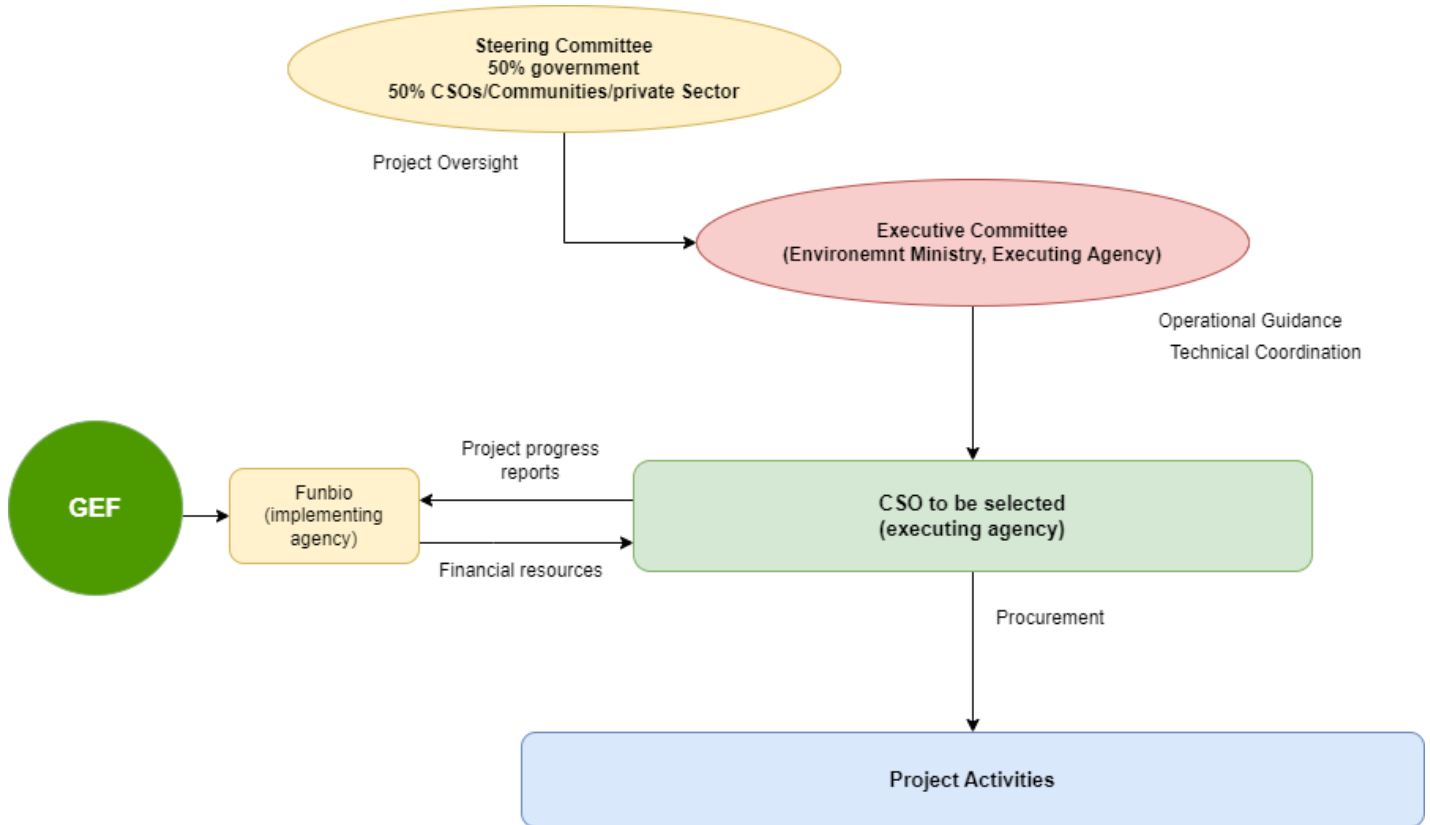 Steering Committee
50% government
50% CSOs/Communities/private Sector
Project Oversight
Executive Committee
(Environemnt Ministry, Executing Agency)
Operational Guidance
Technical Coordination
GEF
Funbio
(implementing
agency)
Project progress
reports
Financial resources
CSO to be selected
(executing agency)
Procurement
Project Activities